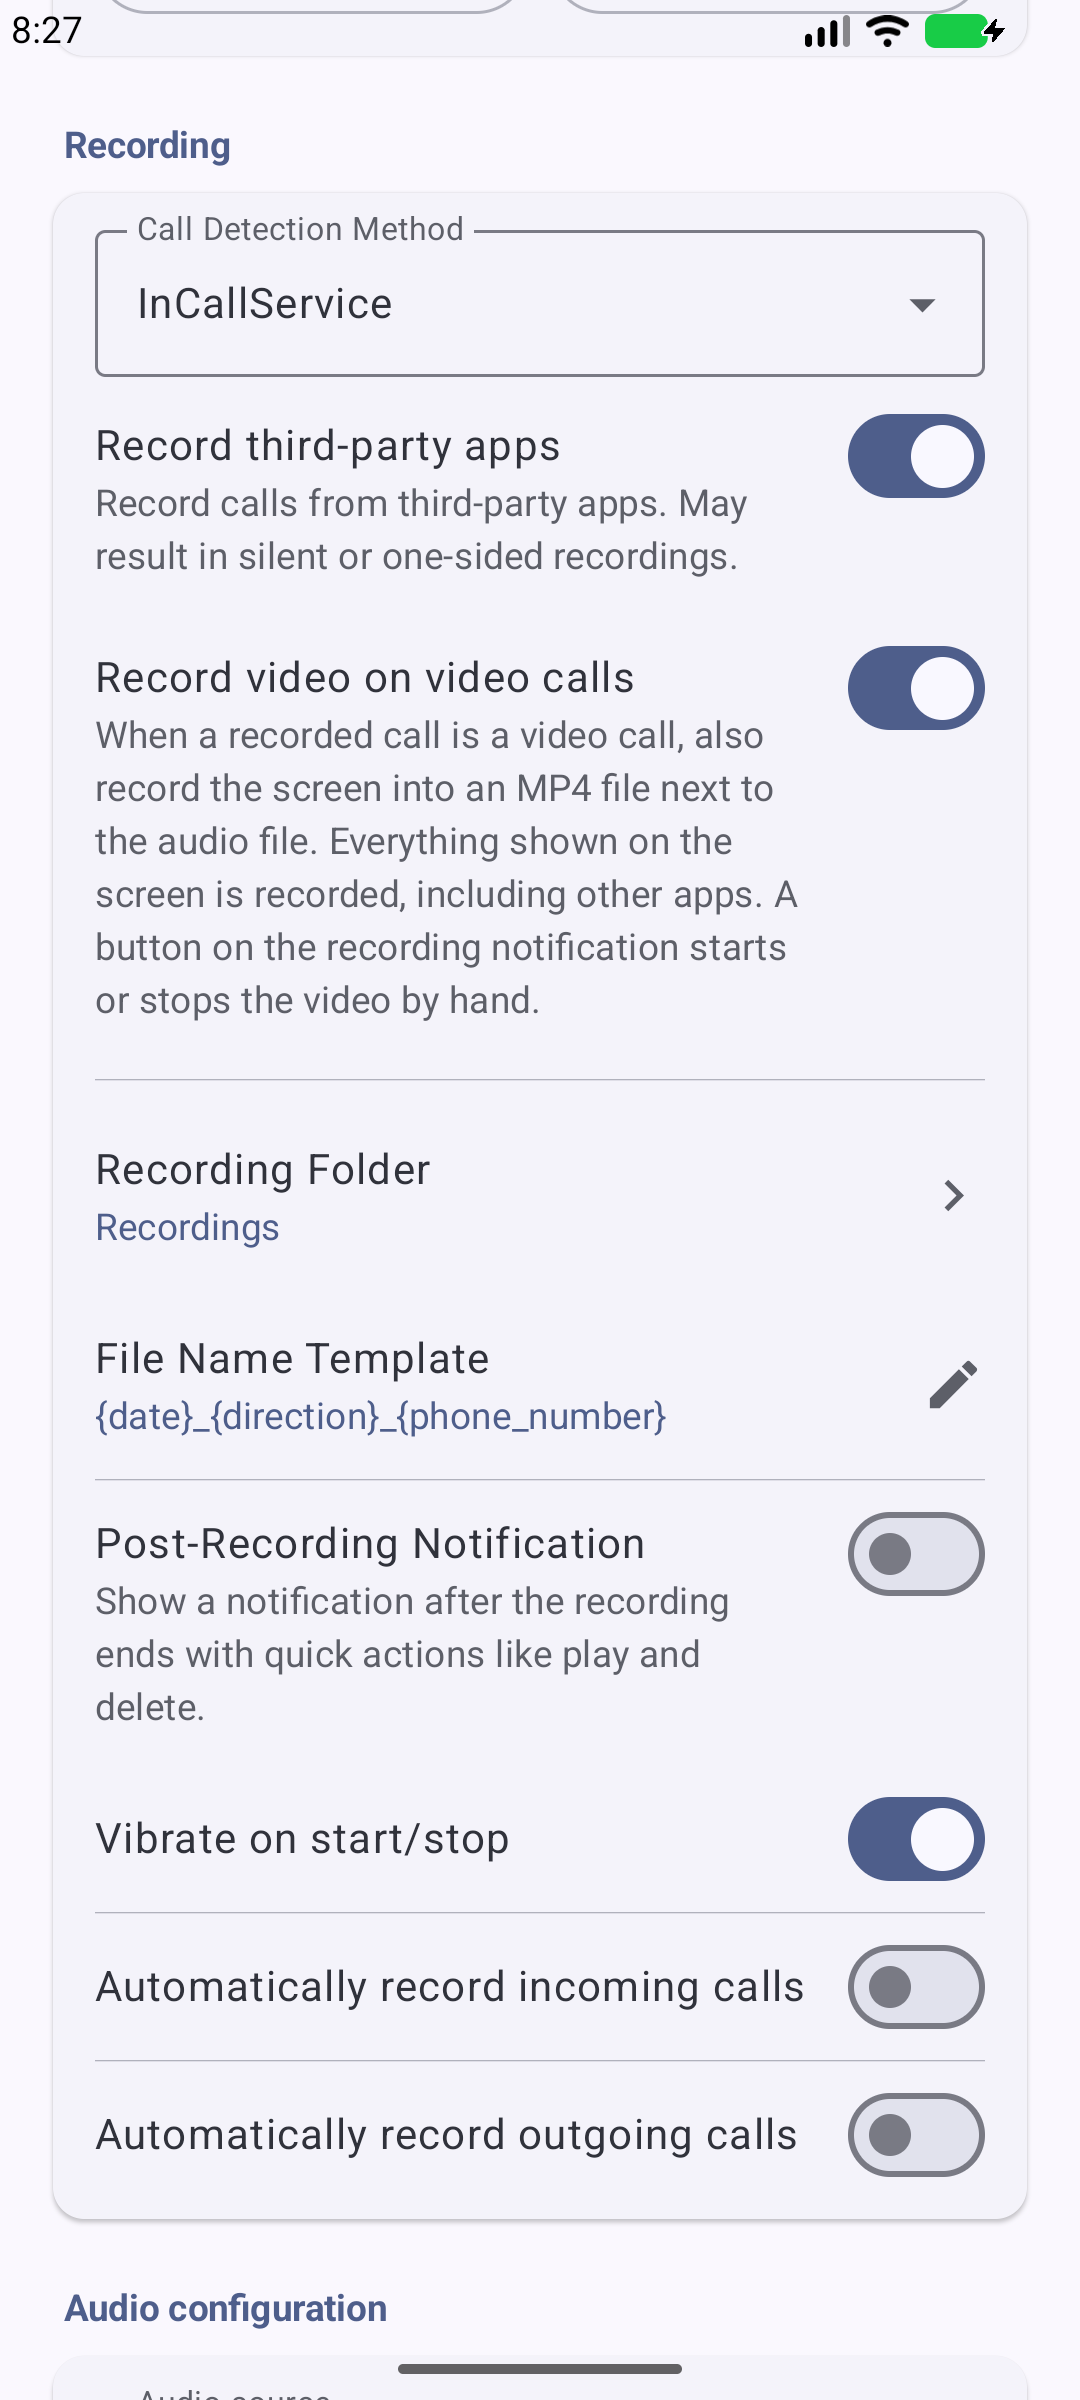 8:27
Recording
Call Detection Method
InCallService
Record third-party apps
Record calls from third-party apps. May
result in silent or one-sided recordings.
Record video on video calls
When a recorded call is a video call, also
record the screen into an MP4 file next to
the audio file. Everything shown on the
screen is recorded, including other apps. A
button on the recording notification starts
or stops the video by hand.
Recording Folder
Recordings
File Name Template
{date}_{direction}_{phone_number}
Post-Recording Notification
Show a notification after the recording
ends with quick actions like play and
delete.
Vibrate on start/stop
Automatically record incoming calls
Automatically record outgoing calls
Audio configuration
Audio source